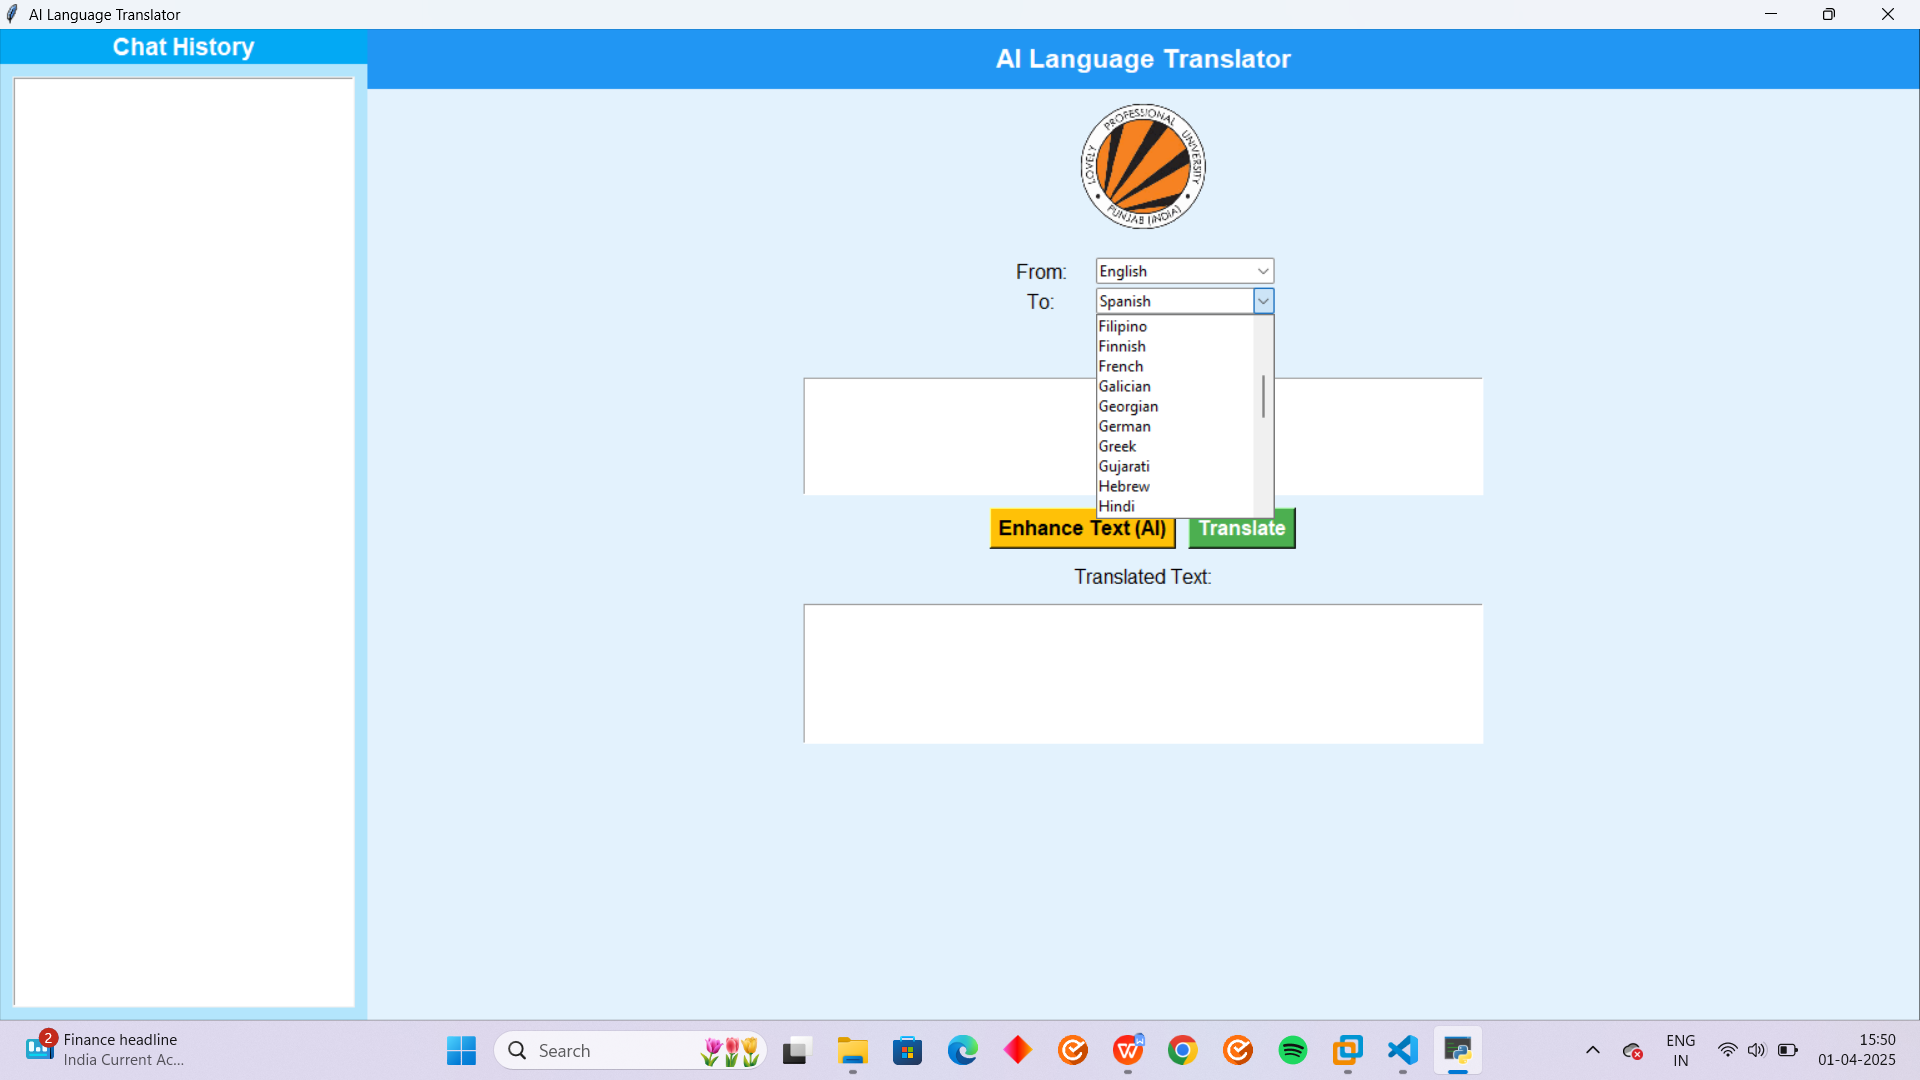 AI Language Translator
Chat History
AI Language Translator
LOVELY PROFESSIONAL UNIVERSITY
PUNJAB (INDIA)
From: English
To: Spanish
Filipino
Finnish
French
Galician
Georgian
German
Greek
Gujarati
Hebrew
Hindi
Enhance Text (AI) Translate
Translated Text:
2
Finance headline
India Current Ac...
Search
W
ENG
IN
15:50
01-04-2025